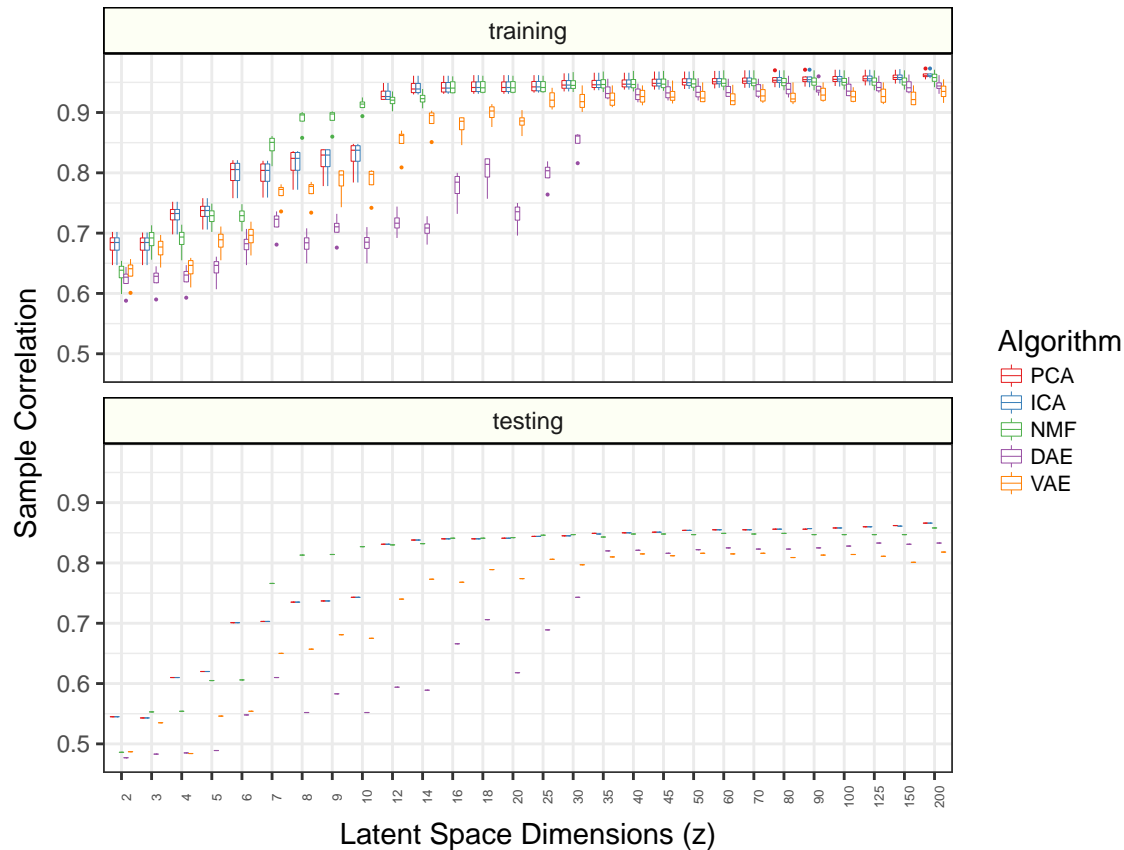 training
0.9
0.8
0.7
0.6
0.5
testing
0.9
0.8
0.7
0.6
0.5
Sample Correlation
2 3 4 5 6 7 8 9 10 12 14 16 18 20 25 30 35 40 45 50 60 70 80 90 100 125 150 200
Latent Space Dimensions (z)
Algorithm
PCA
ICA
NMF
DAE
VAE